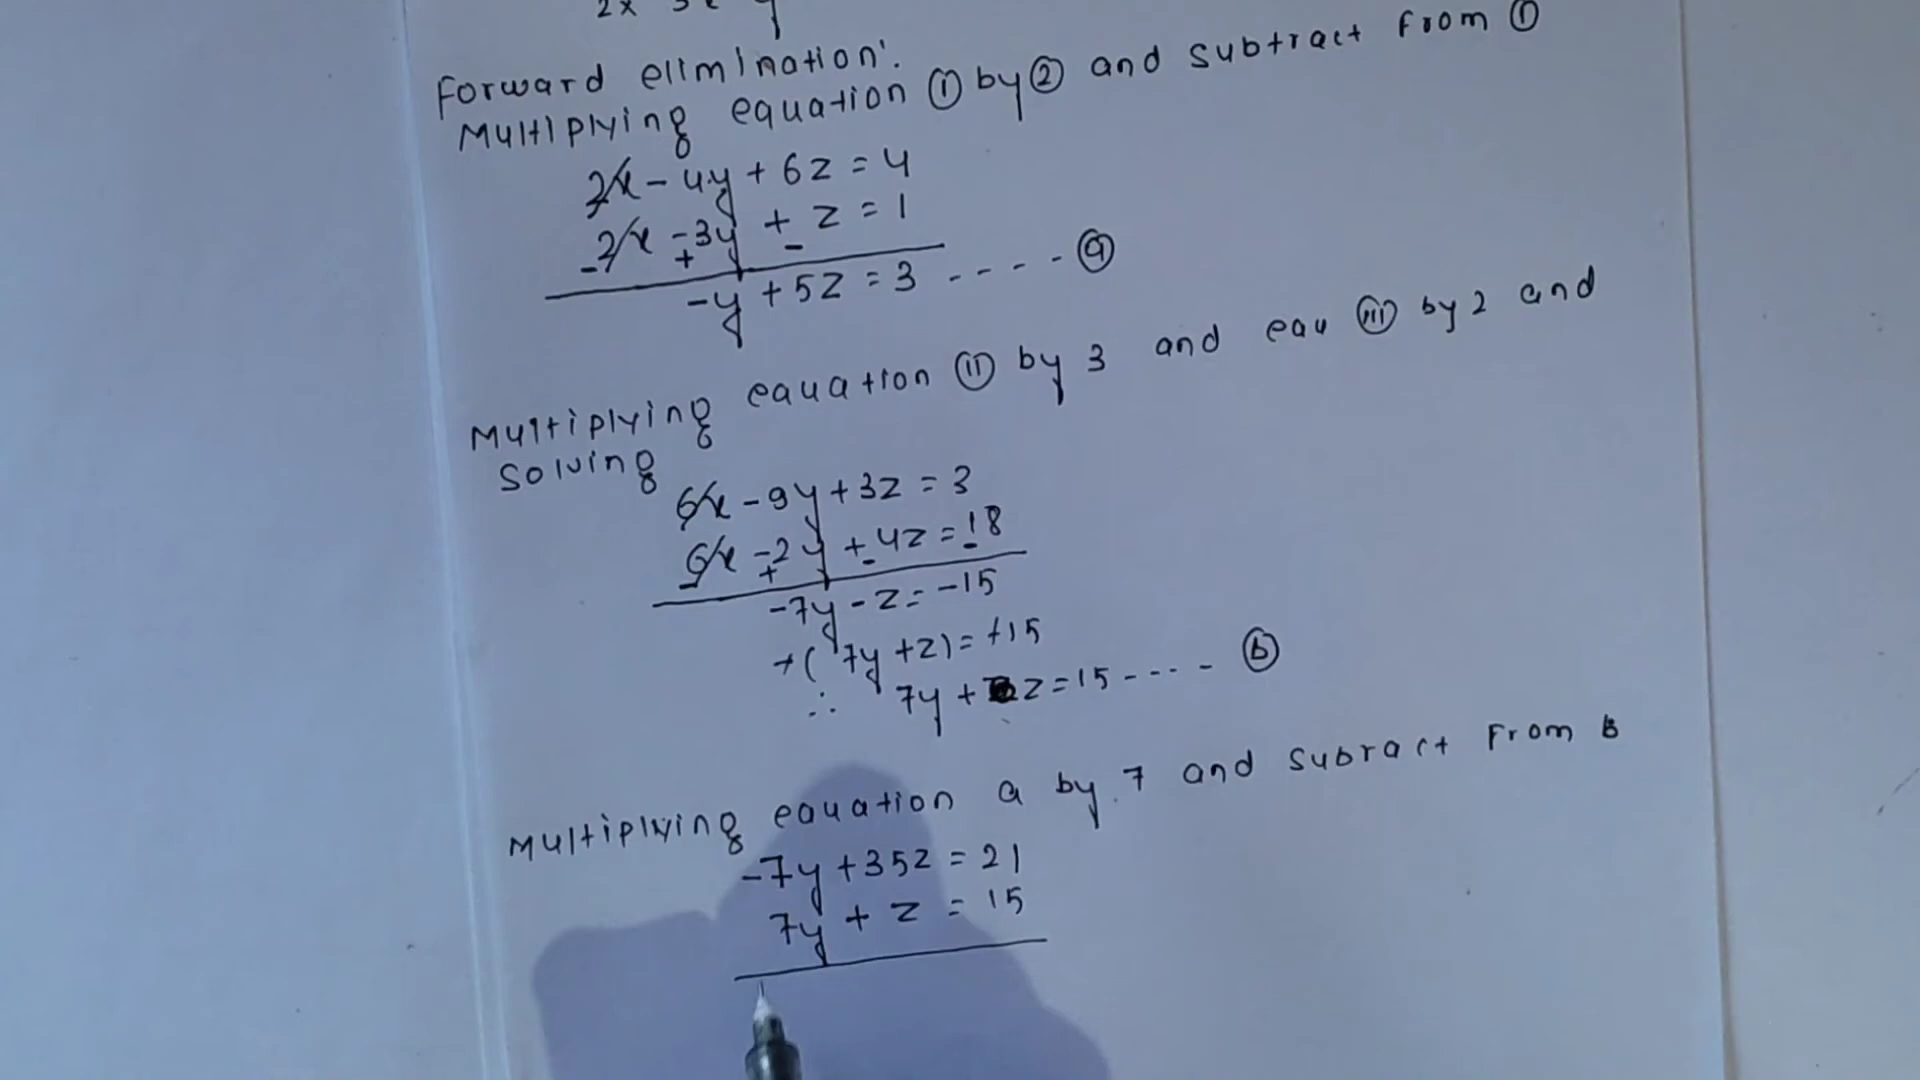 2x
Forward elimination:
Multiplying equation ① by ② and subtract from ①
2x - 4y + 6z = 4
2x - 3y + z = 1
- + -
-y + 5z = 3 ---- ⓐ
Multiplying equation ⓘⓘ by 3 and eqn ⓘⓘⓘ by 2 and
solving
6x - 9y + 3z = 3
6x - 2y + 4z = 18
- + - -
-7y - z = -15
+(7y + z) = +15
∴ 7y + z = 15 ---- ⓑ
Multiplying equation a by 7 and subract from b
-7y + 35z = 21
7y + z = 15